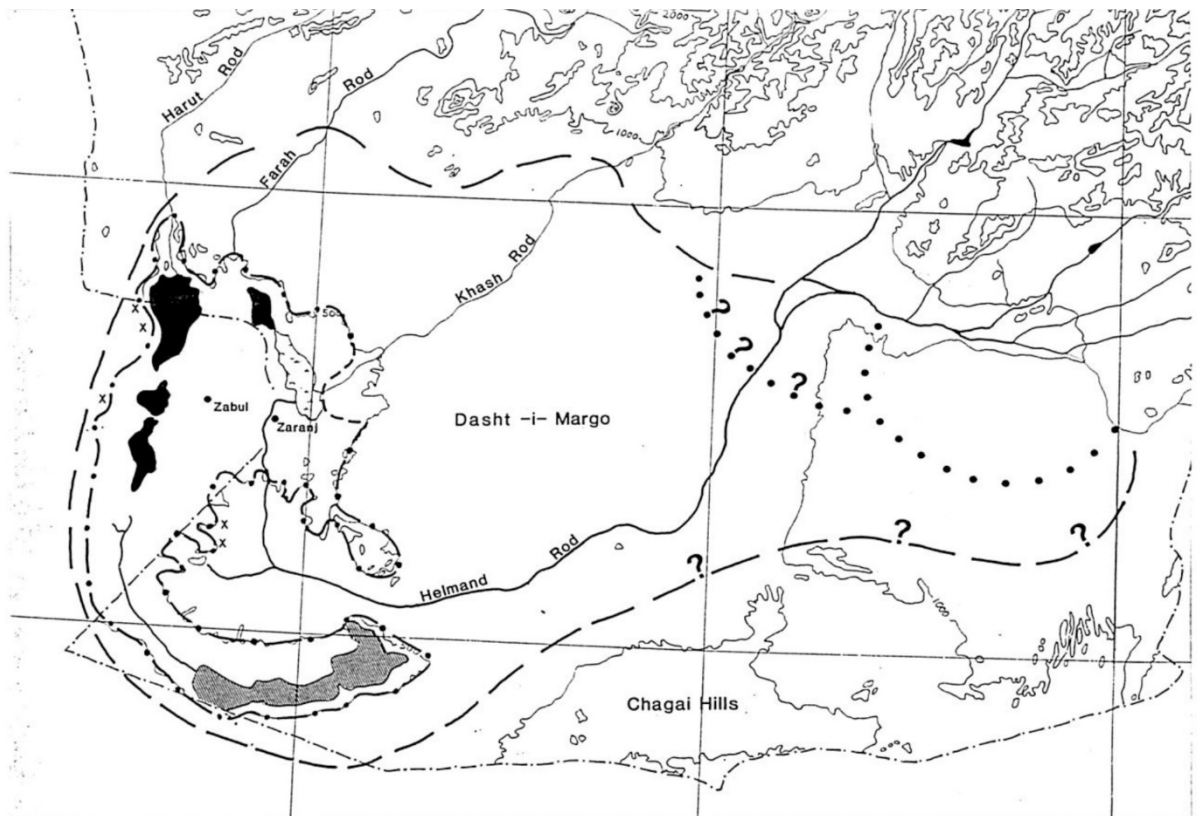 2000
Harut Rod
Farah Rod
1000
Khash Rod
500
?
?
?
x
x
x
Zabul
Zaranj
Dasht -i- Margo
x
x
?
?
?
Helmand Rod
1000
500
Chagai Hills